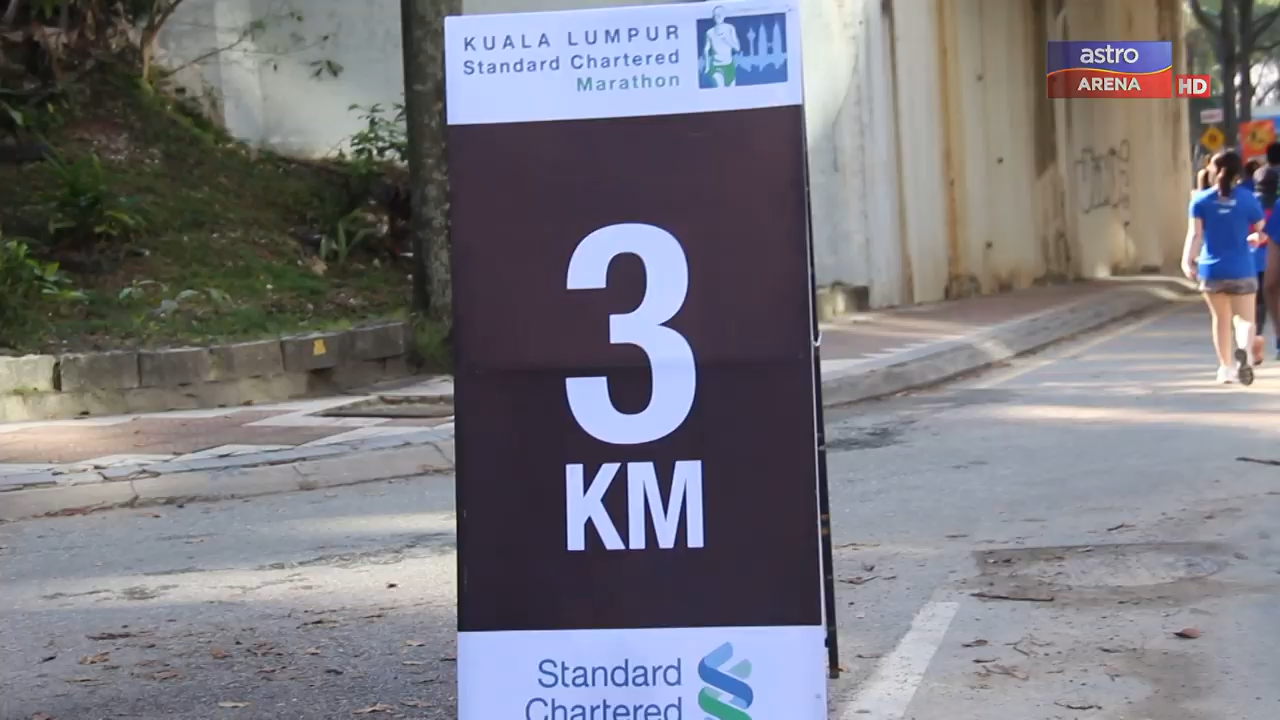 KUALA LUMPUR
Standard Chartered
Marathon
astro
ARENA HD
3
KM
Standard
Chartered